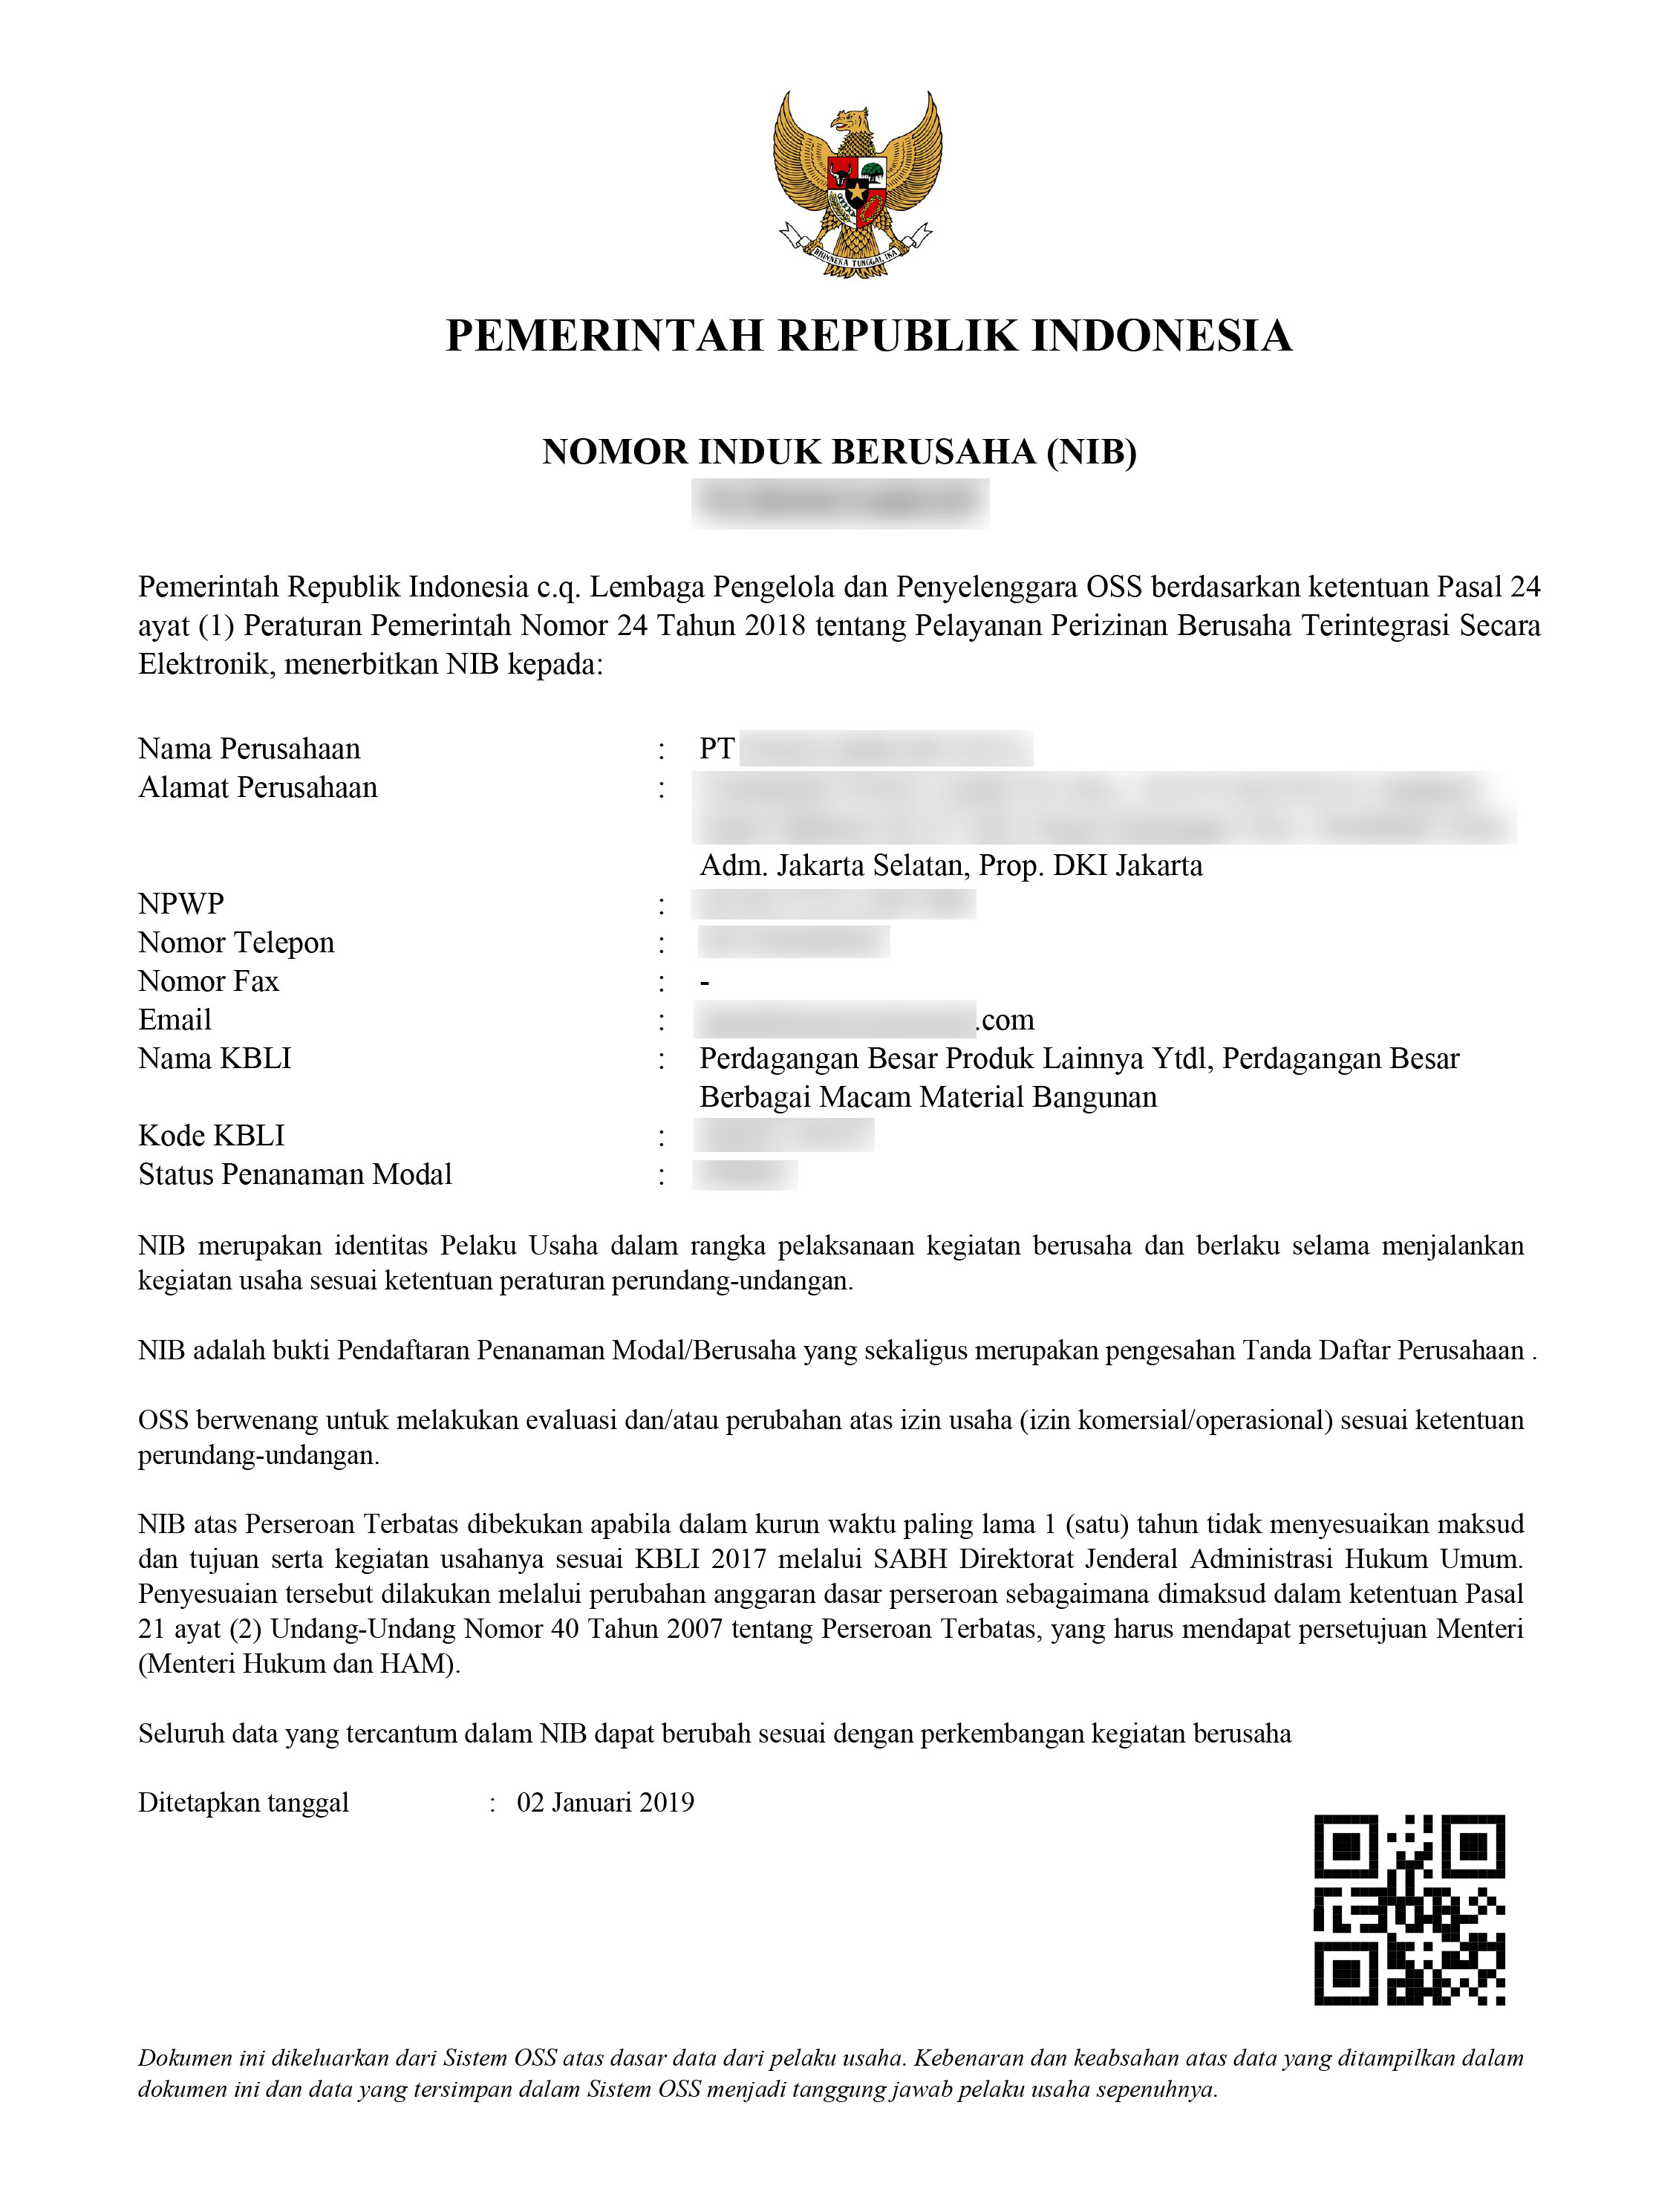 BHINNEKA TUNGGAL IKA
PEMERINTAH REPUBLIK INDONESIA
NOMOR INDUK BERUSAHA (NIB)
Pemerintah Republik Indonesia c.q. Lembaga Pengelola dan Penyelenggara OSS berdasarkan ketentuan Pasal 24
ayat (1) Peraturan Pemerintah Nomor 24 Tahun 2018 tentang Pelayanan Perizinan Berusaha Terintegrasi Secara
Elektronik, menerbitkan NIB kepada:
Nama Perusahaan : PT
Alamat Perusahaan :
Adm. Jakarta Selatan, Prop. DKI Jakarta
NPWP :
Nomor Telepon :
Nomor Fax : -
Email : .com
Nama KBLI : Perdagangan Besar Produk Lainnya Ytdl, Perdagangan Besar
Berbagai Macam Material Bangunan
Kode KBLI :
Status Penanaman Modal :
NIB merupakan identitas Pelaku Usaha dalam rangka pelaksanaan kegiatan berusaha dan berlaku selama menjalankan
kegiatan usaha sesuai ketentuan peraturan perundang-undangan.
NIB adalah bukti Pendaftaran Penanaman Modal/Berusaha yang sekaligus merupakan pengesahan Tanda Daftar Perusahaan .
OSS berwenang untuk melakukan evaluasi dan/atau perubahan atas izin usaha (izin komersial/operasional) sesuai ketentuan
perundang-undangan.
NIB atas Perseroan Terbatas dibekukan apabila dalam kurun waktu paling lama 1 (satu) tahun tidak menyesuaikan maksud
dan tujuan serta kegiatan usahanya sesuai KBLI 2017 melalui SABH Direktorat Jenderal Administrasi Hukum Umum.
Penyesuaian tersebut dilakukan melalui perubahan anggaran dasar perseroan sebagaimana dimaksud dalam ketentuan Pasal
21 ayat (2) Undang-Undang Nomor 40 Tahun 2007 tentang Perseroan Terbatas, yang harus mendapat persetujuan Menteri
(Menteri Hukum dan HAM).
Seluruh data yang tercantum dalam NIB dapat berubah sesuai dengan perkembangan kegiatan berusaha
Ditetapkan tanggal : 02 Januari 2019
Dokumen ini dikeluarkan dari Sistem OSS atas dasar data dari pelaku usaha. Kebenaran dan keabsahan atas data yang ditampilkan dalam
dokumen ini dan data yang tersimpan dalam Sistem OSS menjadi tanggung jawab pelaku usaha sepenuhnya.